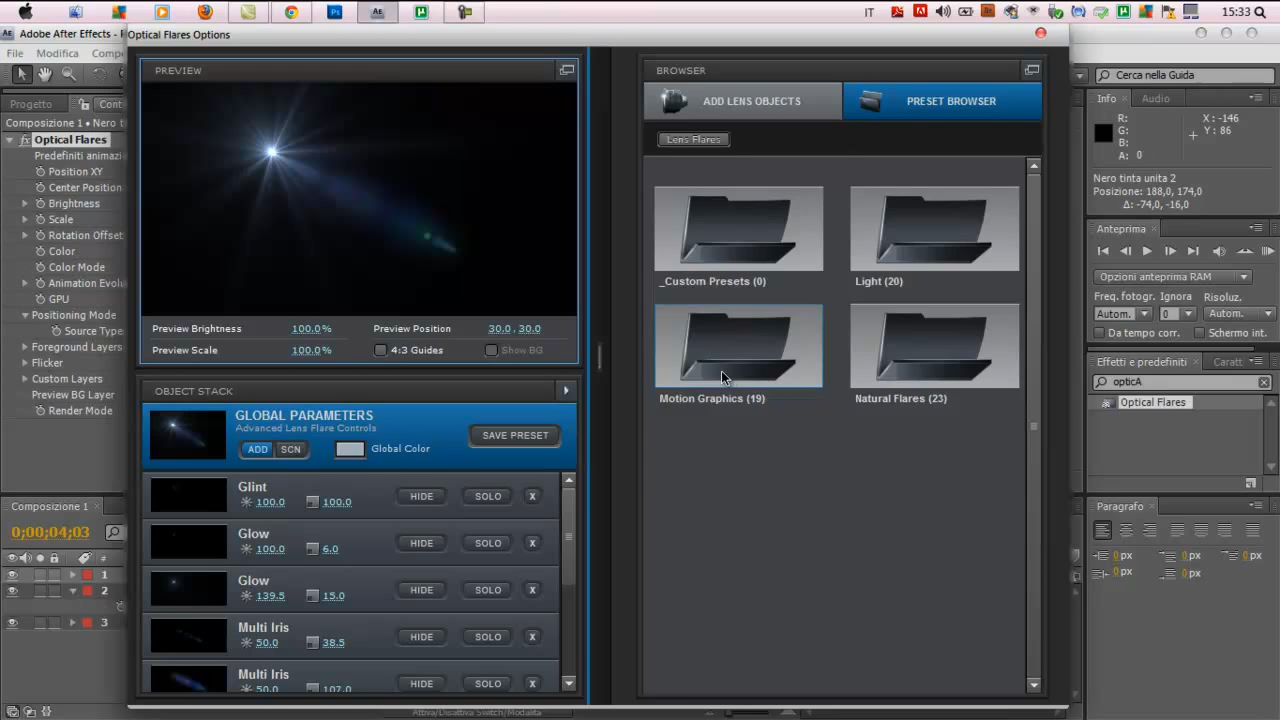 IT
15:33
Adobe After Effects - P
Optical Flares Options
File
Modifica
Comp
Cerca nella Guida
Progetto
Cont
Composizione 1 • Nero ti
Optical Flares
Predefiniti animazi
Position XY
Center Position
Brightness
Scale
Rotation Offset
Color
Color Mode
Animation Evolu
GPU
Positioning Mode
Source Type
Foreground Layers
Flicker
Custom Layers
Preview BG Layer
Render Mode
PREVIEW
Preview Brightness
100.0%
Preview Position
30.0 , 30.0
Preview Scale
100.0%
4:3 Guides
Show BG
OBJECT STACK
GLOBAL PARAMETERS
Advanced Lens Flare Controls
ADD
SCN
Global Color
SAVE PRESET
Glint
100.0
100.0
HIDE
SOLO
X
Glow
100.0
6.0
HIDE
SOLO
X
Glow
139.5
15.0
HIDE
SOLO
X
Multi Iris
50.0
38.5
HIDE
SOLO
X
Multi Iris
50.0
107.0
HIDE
SOLO
X
BROWSER
ADD LENS OBJECTS
PRESET BROWSER
Lens Flares
_Custom Presets (0)
Light (20)
Motion Graphics (19)
Natural Flares (23)
Info
Audio
R:
G:
B:
A: 0
X: -146
Y: 86
Nero tinta unita 2
Posizione: 188,0, 174,0
Δ: -74,0, -16,0
Anteprima
Opzioni anteprima RAM
Freq. fotogr.
Ignora
Risoluz.
Autom.
0
Autom.
Da tempo corr.
Schermo int.
Effetti e predefiniti
Caratt.
opticA
Optical Flares
Paragrafo
0 px
0 px
0 px
0 px
0 px
Composizione 1
0;00;04;03
#
1
2
3
Attiva/Disattiva Switch/Modalità